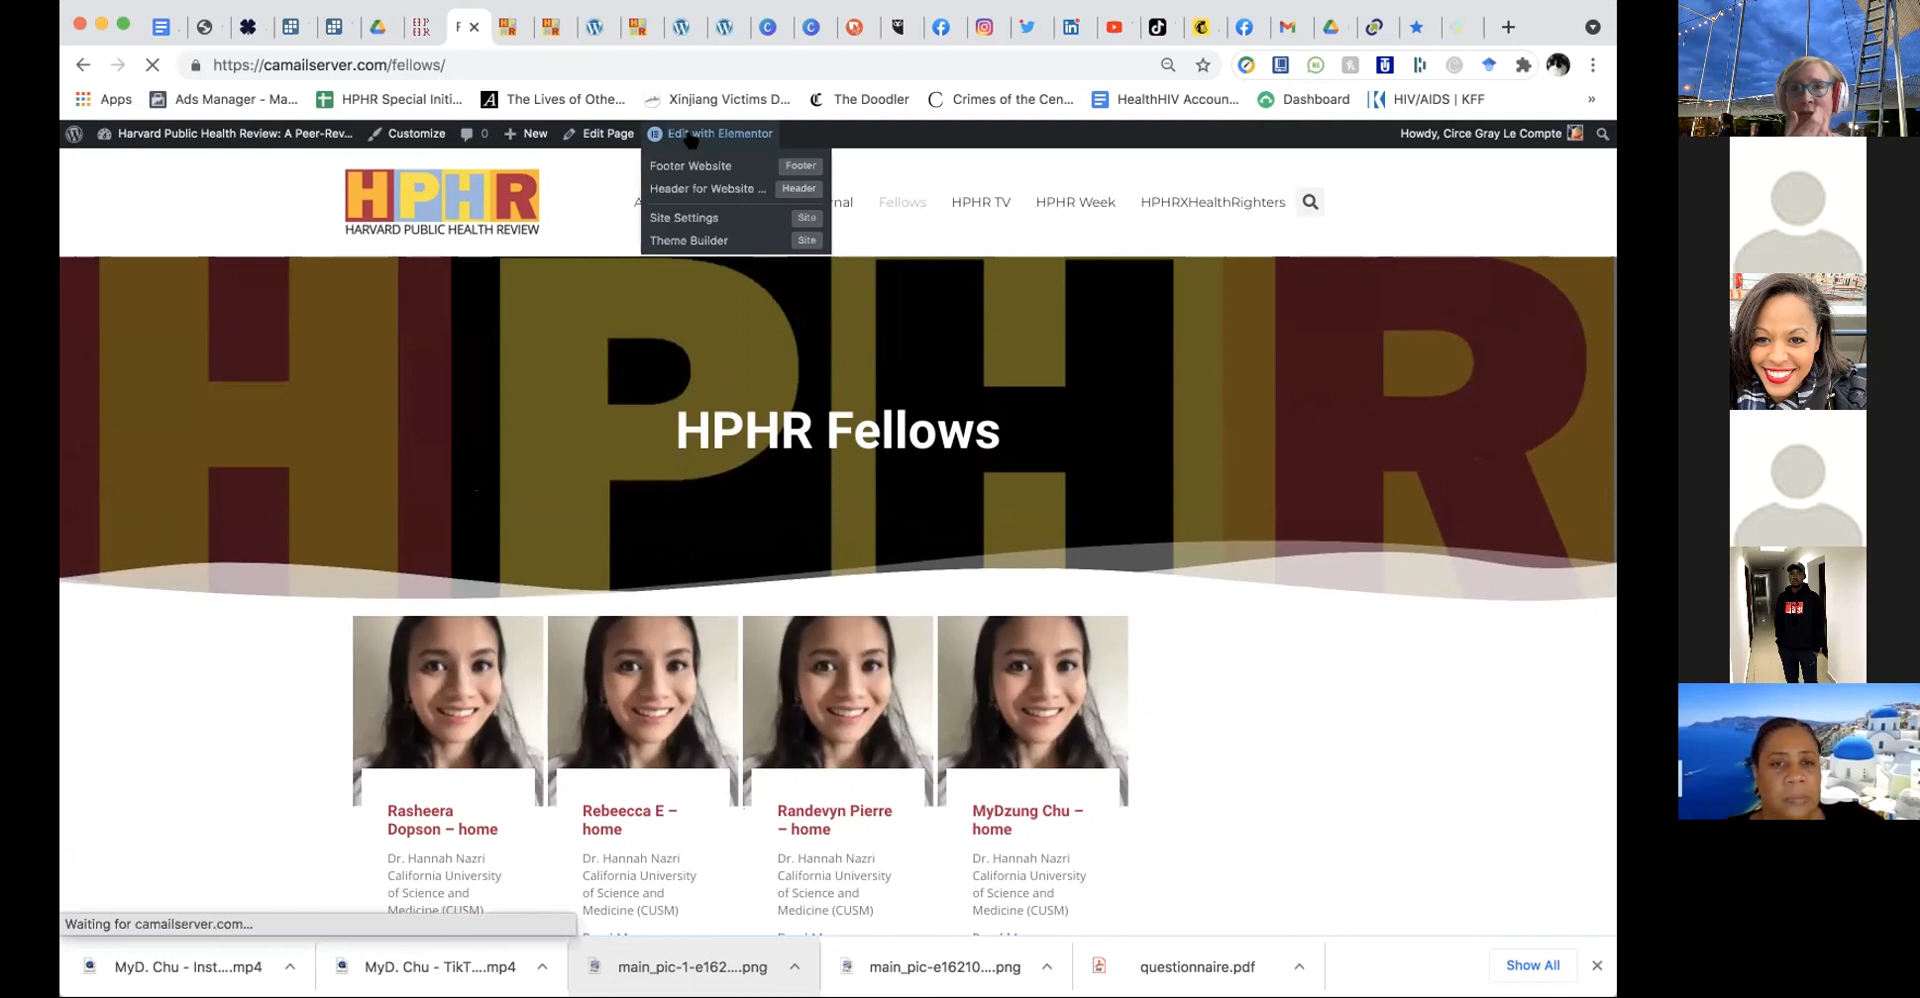 F
https://camailserver.com/fellows/
Apps
Ads Manager - Ma...
HPHR Special Initi...
The Lives of Othe...
Xinjiang Victims D...
The Doodler
Crimes of the Cen...
HealthHIV Accoun...
Dashboard
HIV/AIDS | KFF
»
Harvard Public Health Review: A Peer-Rev...
Customize
0
New
Edit Page
Edit with Elementor
Howdy, Circe Gray Le Compte
Footer Website Footer
Header for Website ... Header
Site Settings Site
Theme Builder Site
HPHR
HARVARD PUBLIC HEALTH REVIEW
Fellows
HPHR TV
HPHR Week
HPHRXHealthRighters
HPHR
HPHR Fellows
Rasheera
Dopson – home
Dr. Hannah Nazri
California University
of Science and
Medicine (CUSM)
Rebeecca E –
home
Dr. Hannah Nazri
California University
of Science and
Medicine (CUSM)
Randevyn Pierre
– home
Dr. Hannah Nazri
California University
of Science and
Medicine (CUSM)
MyDzung Chu –
home
Dr. Hannah Nazri
California University
of Science and
Medicine (CUSM)
Waiting for camailserver.com...
MyD. Chu - Inst....mp4
MyD. Chu - TikT....mp4
main_pic-1-e162....png
main_pic-e16210....png
questionnaire.pdf
Show All